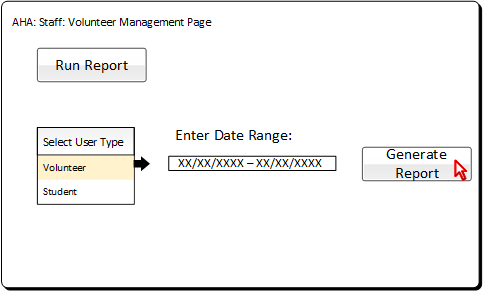 AHA: Staff: Volunteer Management Page
Run Report
Select User Type
Volunteer
Student
Enter Date Range:
XX/XX/XXXX – XX/XX/XXXX
Generate
Report